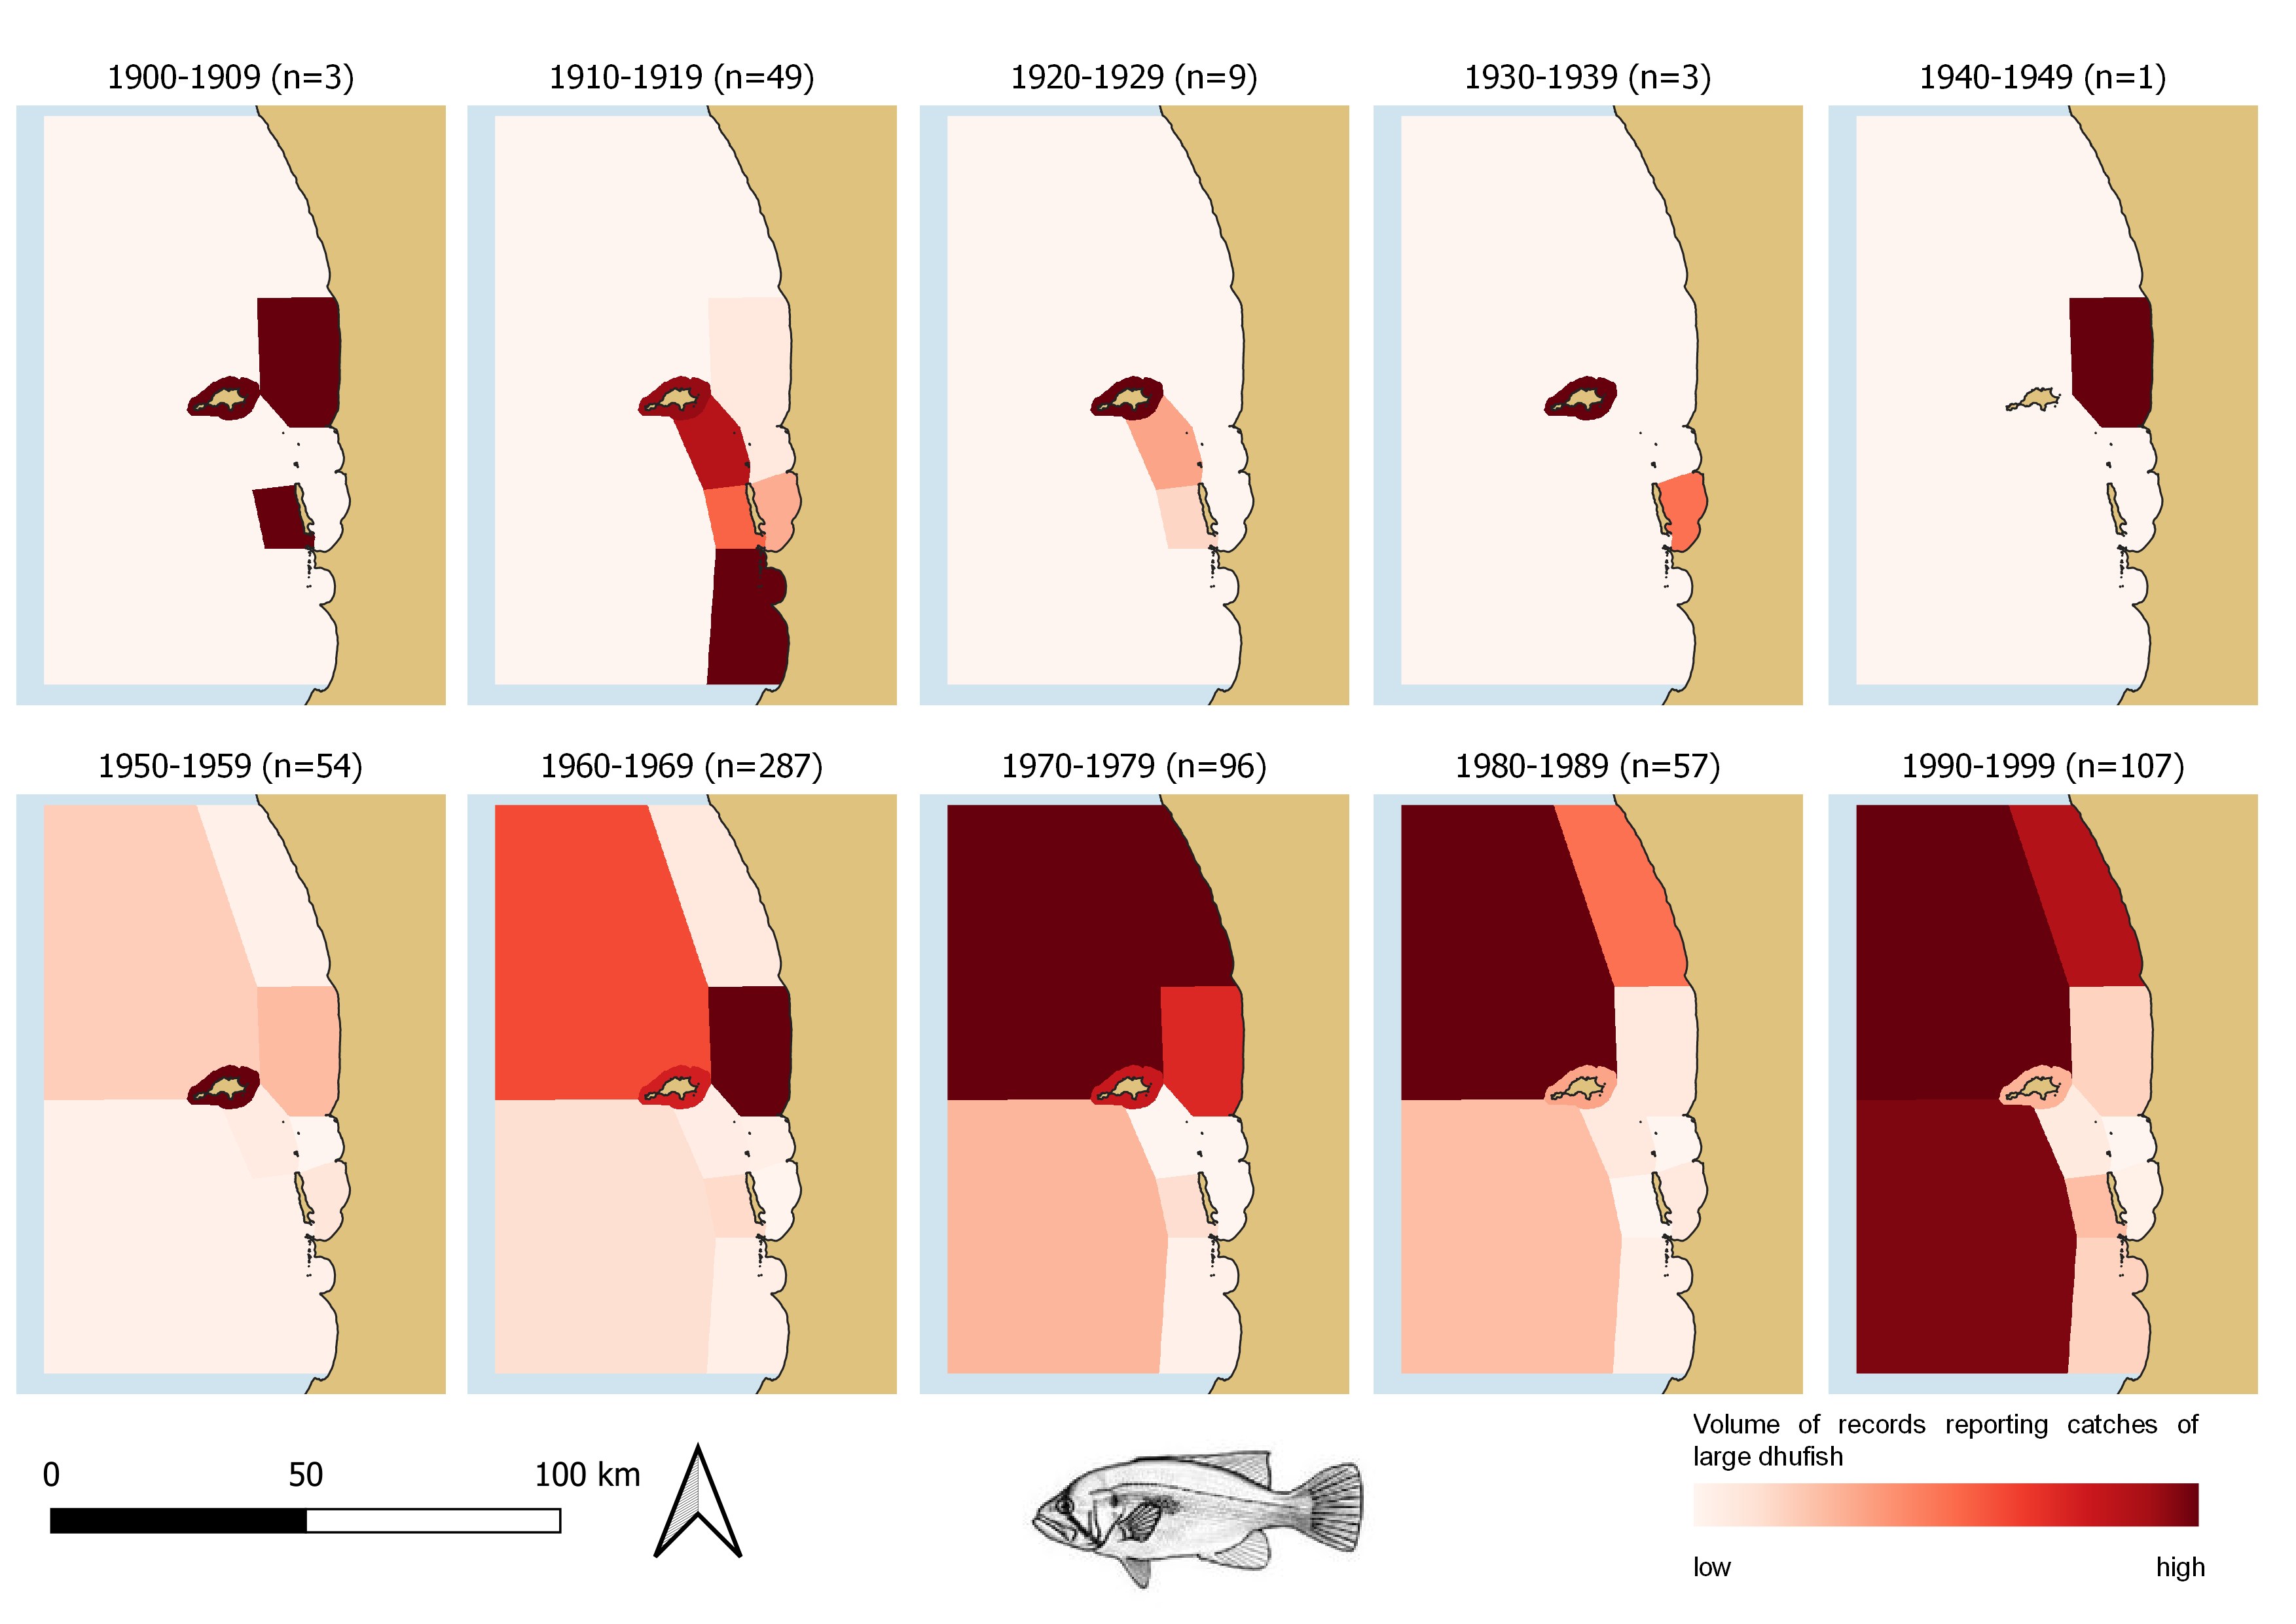 1900-1909 (n=3)
1910-1919 (n=49)
1920-1929 (n=9)
1930-1939 (n=3)
1940-1949 (n=1)
1950-1959 (n=54)
1960-1969 (n=287)
1970-1979 (n=96)
1980-1989 (n=57)
1990-1999 (n=107)
0
50
100 km
Volume of records reporting catches of
large dhufish
low
high